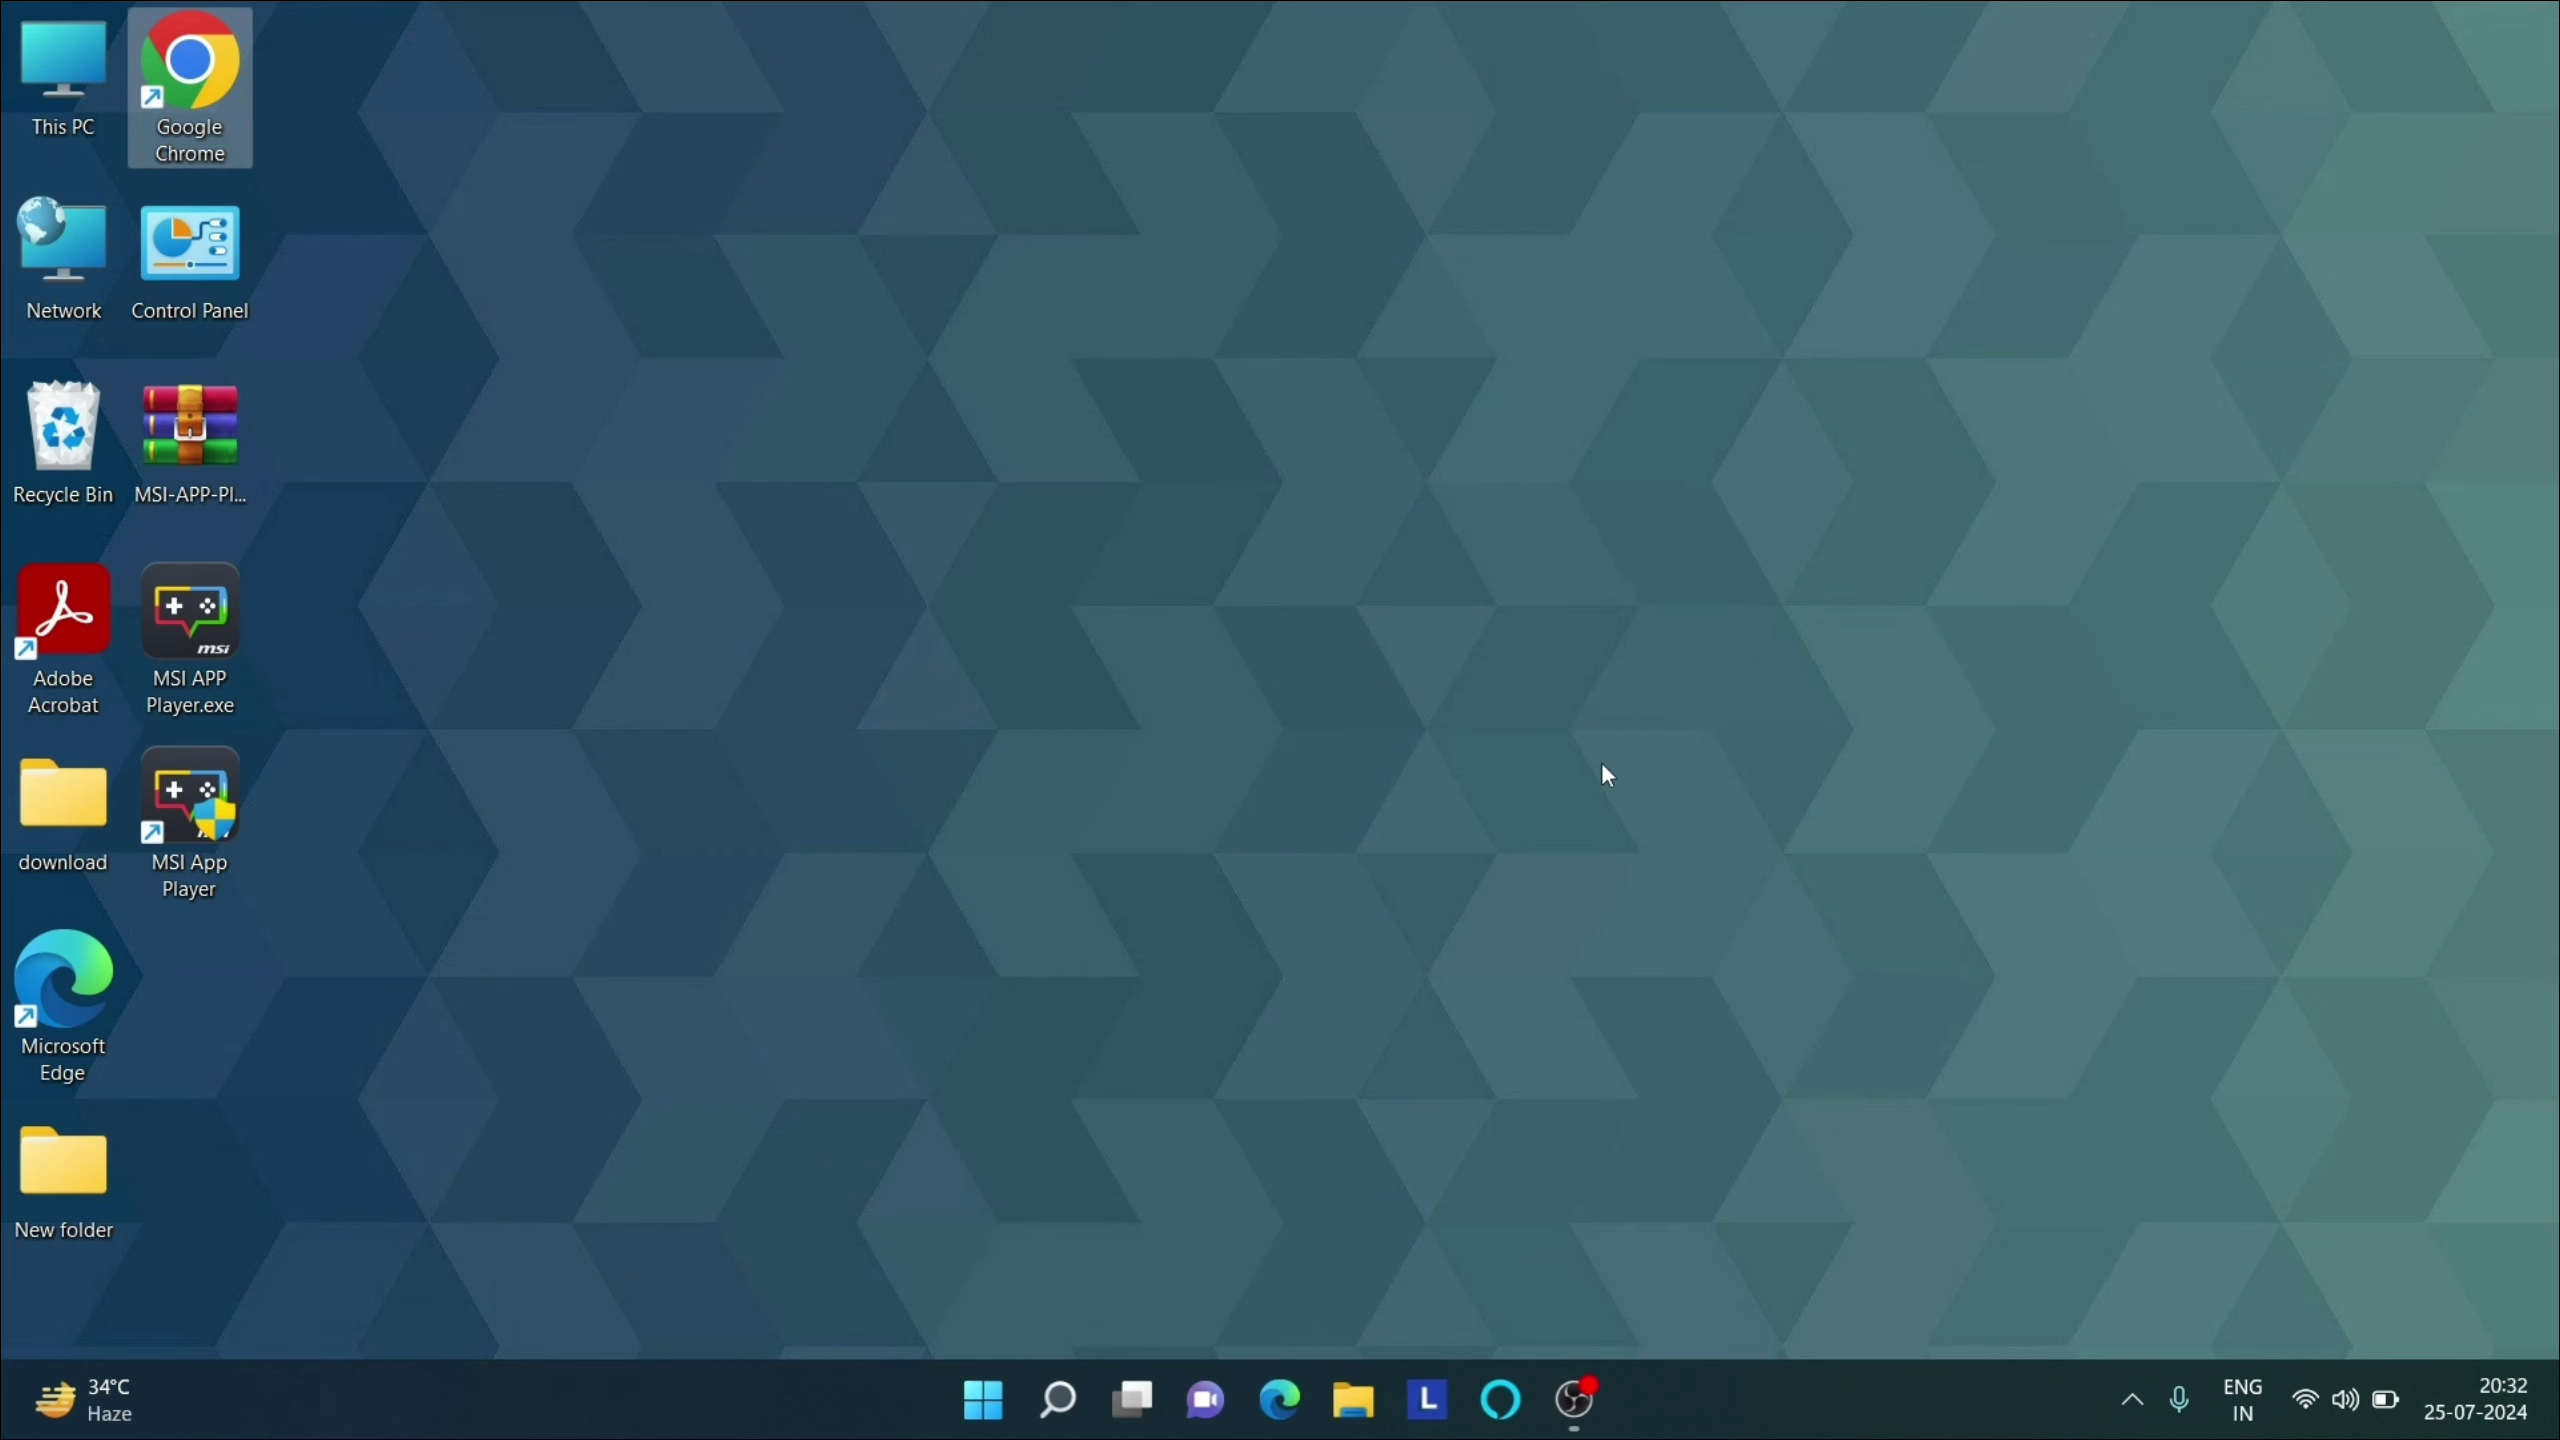 This PC
Google
Chrome
Network
Control Panel
Recycle Bin
MSI-APP-Pl...
Adobe
Acrobat
msi
MSI APP
Player.exe
download
MSI App
Player
Microsoft
Edge
New folder
34°C
Haze
L
ENG
IN
20:32
25-07-2024